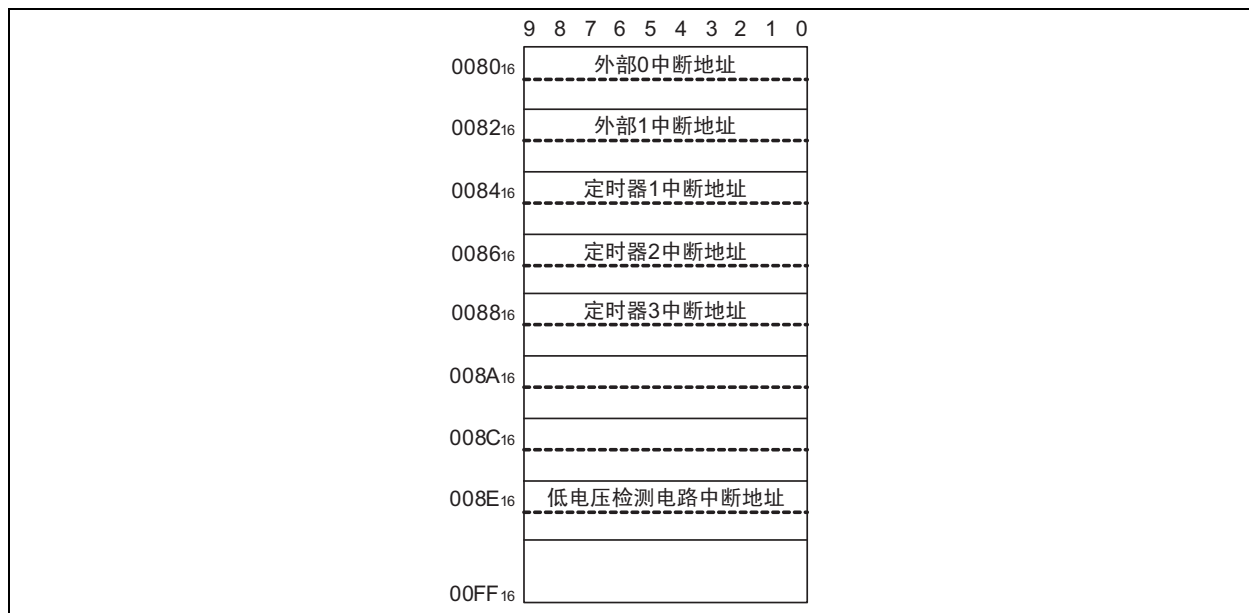 9 8 7 6 5 4 3 2 1 0
0080₁₆ 外部0中断地址
0082₁₆ 外部1中断地址
0084₁₆ 定时器1中断地址
0086₁₆ 定时器2中断地址
0088₁₆ 定时器3中断地址
008A₁₆
008C₁₆
008E₁₆ 低电压检测电路中断地址
00FF₁₆